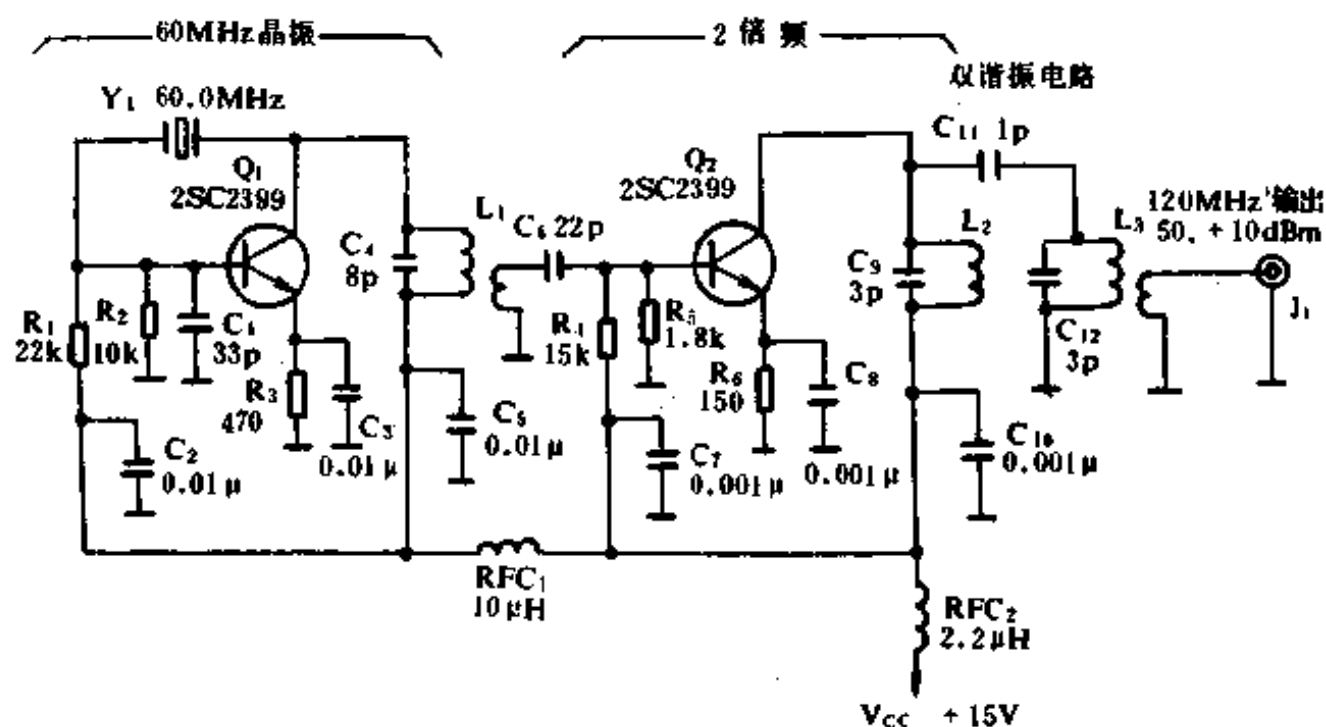 60MHz晶振
2倍频
双谐振电路
Y₁ 60.0MHz
C₁₁ 1p
Q₁
2SC2399
Q₂
2SC2399
L₁
C₆ 22p
L₂
L₃
120MHz输出
50. +10dBm
C₄
8p
C₉
3p
R₁
22k
R₂
10k
C₁
33p
R₃
470
C₃
0.01μ
C₅
0.01μ
R₄
15k
R₅
1.8k
R₆
150
C₈
0.001μ
C₁₂
3p
J₁
C₂
0.01μ
C₇
0.001μ
C₁₀
0.001μ
RFC₁
10μH
RFC₂
2.2μH
Vcc +15V